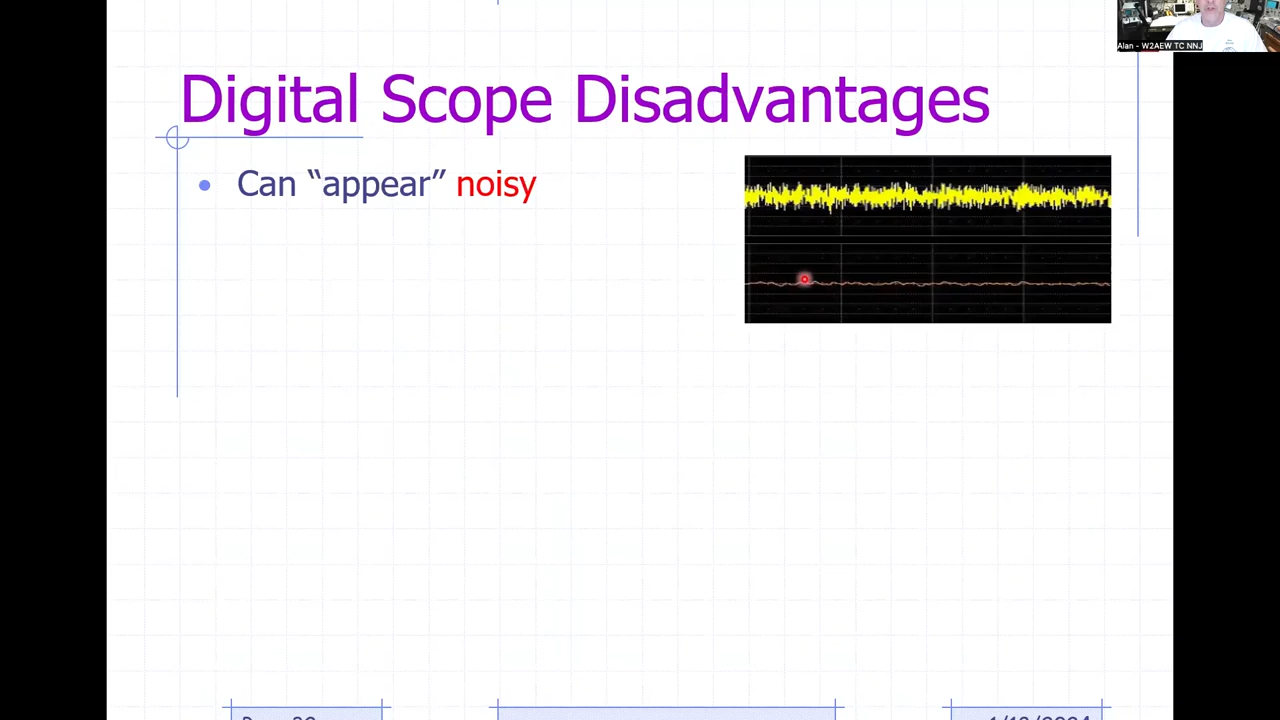 Alan - W2AEW TC NNJ
Digital Scope Disadvantages
• Can “appear” noisy